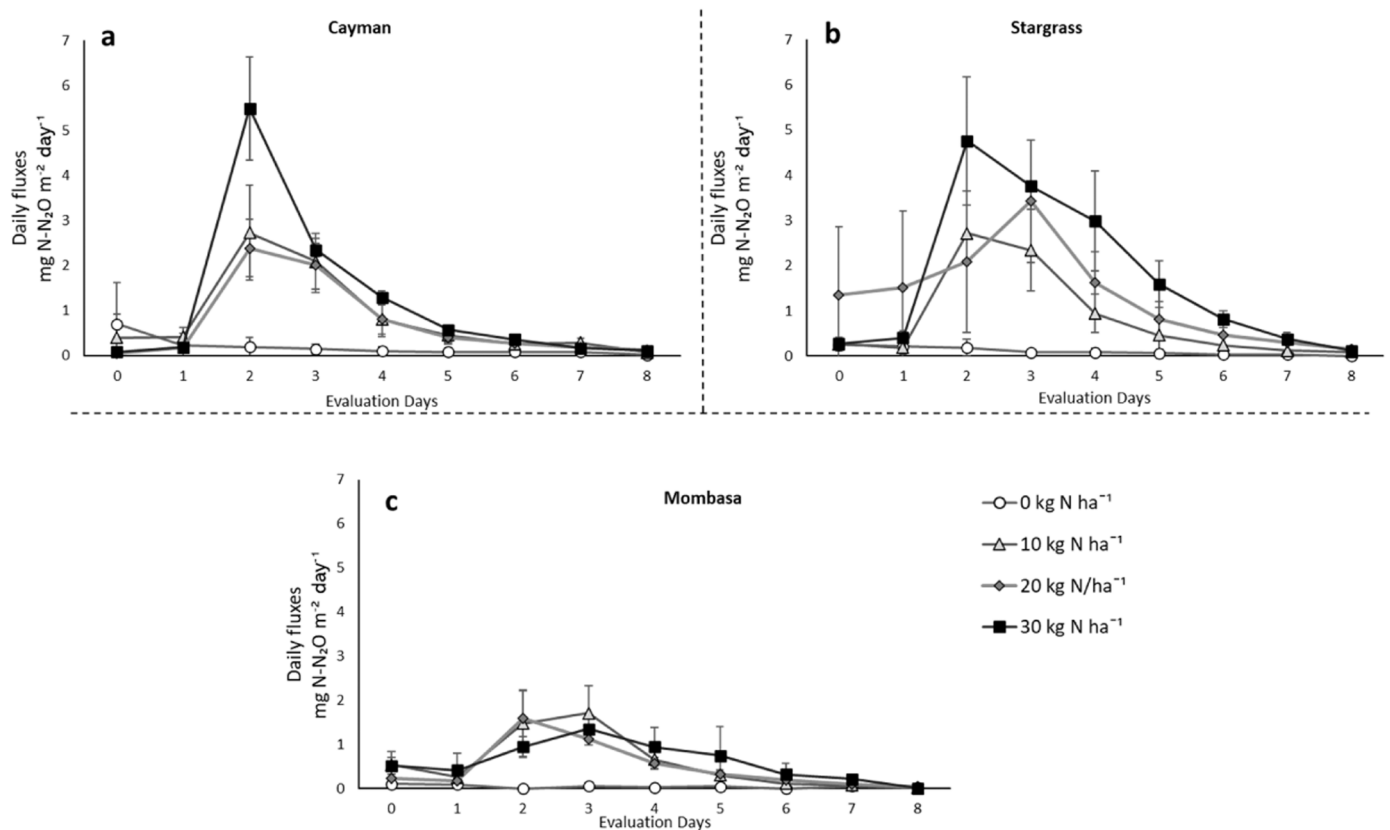 a
Cayman
7
6
5
4
3
2
1
0
Daily fluxes
mg N-N₂O m⁻² day⁻¹
0 1 2 3 4 5 6 7 8
Evaluation Days
b
Stargrass
7
6
5
4
3
2
1
0
Daily fluxes
mg N-N₂O m⁻² day⁻¹
0 1 2 3 4 5 6 7 8
Evaluation Days
c
Mombasa
7
6
5
4
3
2
1
0
Daily fluxes
mg N-N₂O m⁻² day⁻¹
0 1 2 3 4 5 6 7 8
Evaluation Days
0 kg N ha⁻¹
10 kg N ha⁻¹
20 kg N/ha⁻¹
30 kg N ha⁻¹